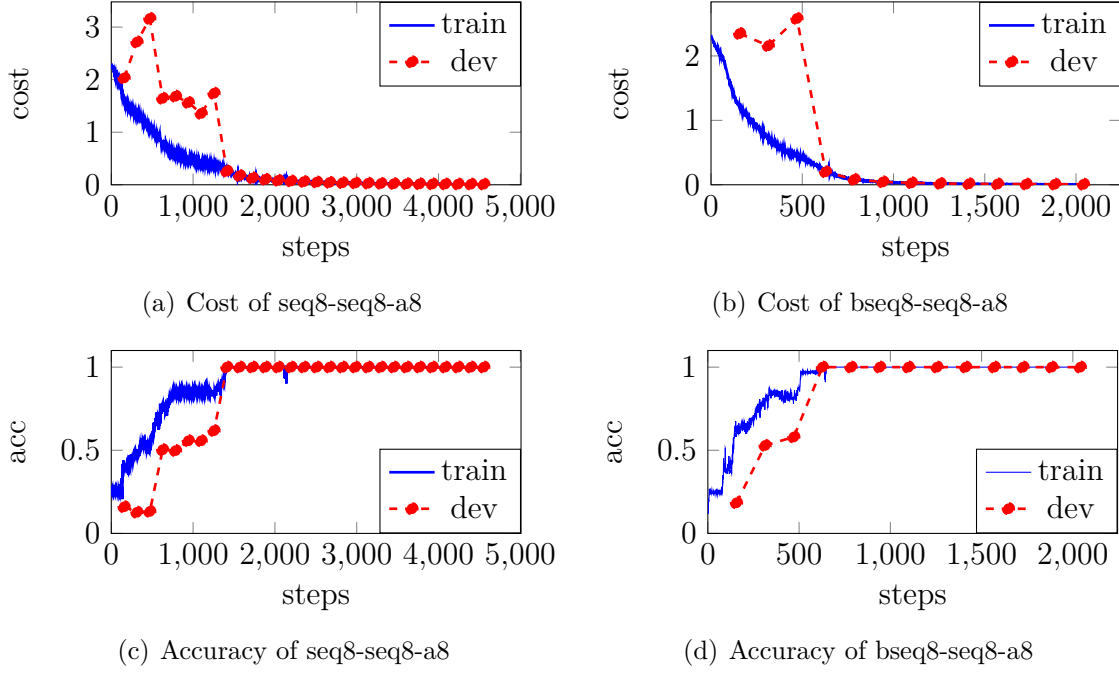 3
2
1
0
cost
train
dev
0
1,000
2,000
3,000
4,000
5,000
steps
(a) Cost of seq8-seq8-a8
2
1
0
cost
train
dev
0
500
1,000
1,500
2,000
steps
(b) Cost of bseq8-seq8-a8
1
0.5
0
acc
train
dev
0
1,000
2,000
3,000
4,000
5,000
steps
(c) Accuracy of seq8-seq8-a8
1
0.5
0
acc
train
dev
0
500
1,000
1,500
2,000
steps
(d) Accuracy of bseq8-seq8-a8